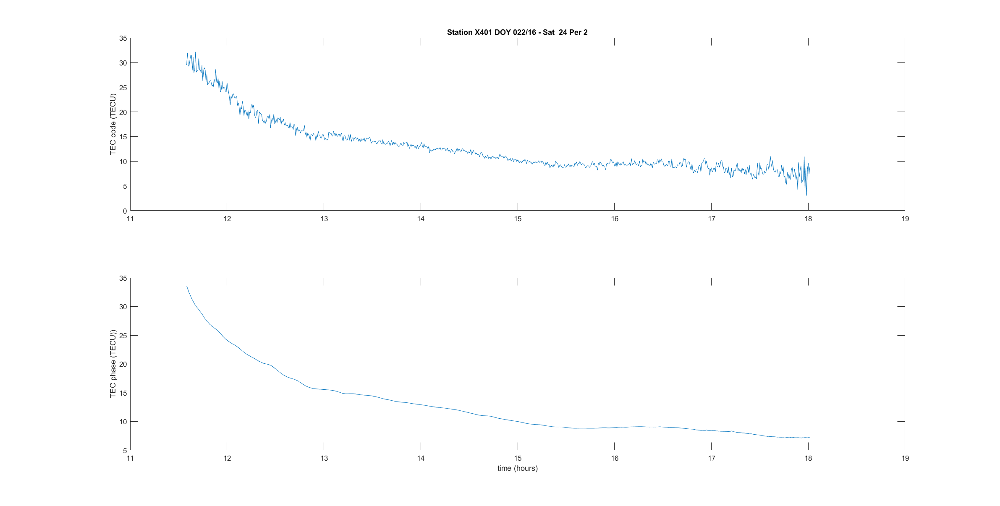 Station X401 DOY 022/16 - Sat  24 Per 2
TEC code (TECU)
35
30
25
20
15
10
5
0
11 12 13 14 15 16 17 18 19
TEC phase (TECU))
35
30
25
20
15
10
5
11 12 13 14 15 16 17 18 19
time (hours)